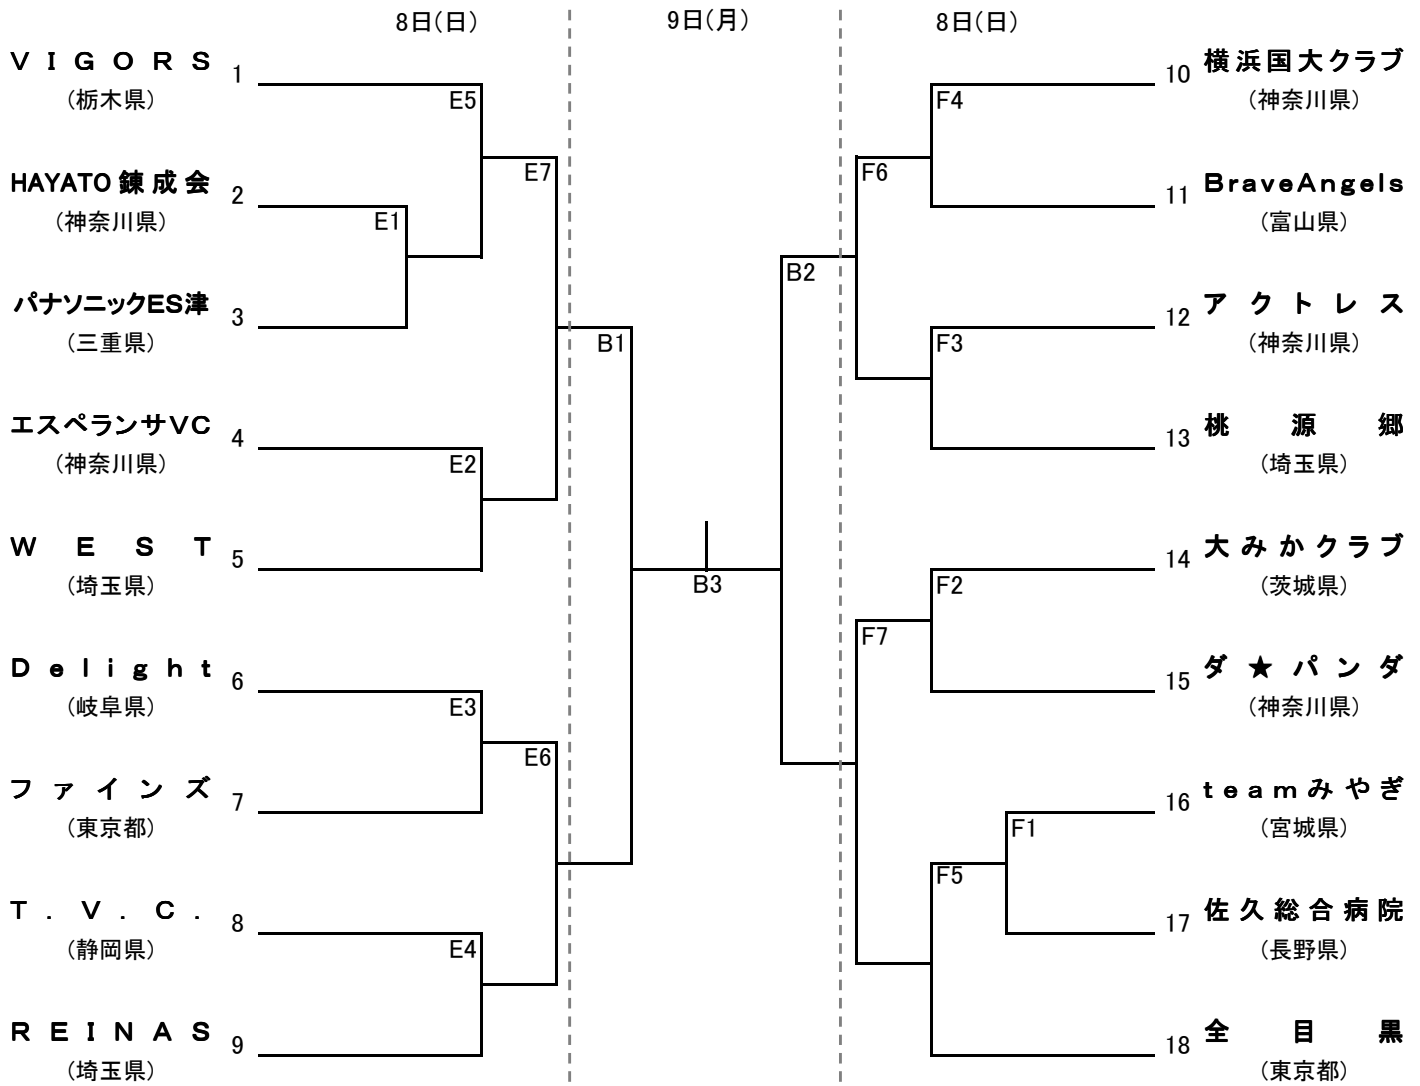 8日(日)
9日(月)
8日(日)
VIGORS
1
(栃木県)
E5
HAYATO錬成会
2
(神奈川県)
E1
E7
パナソニックES津
3
(三重県)
B1
エスペランサVC
4
(神奈川県)
E2
WEST
5
(埼玉県)
Delight
6
(岐阜県)
E3
ファインズ
7
(東京都)
E6
T.V.C.
8
(静岡県)
E4
REINAS
9
(埼玉県)
B3
B2
10
横浜国大クラブ
(神奈川県)
F4
F6
11
BraveAngels
(富山県)
12
アクトレス
(神奈川県)
F3
13
桃源郷
(埼玉県)
14
大みかクラブ
(茨城県)
F2
F7
15
ダ★パンダ
(神奈川県)
16
teamみやぎ
(宮城県)
F1
F5
17
佐久総合病院
(長野県)
18
全目黒
(東京都)